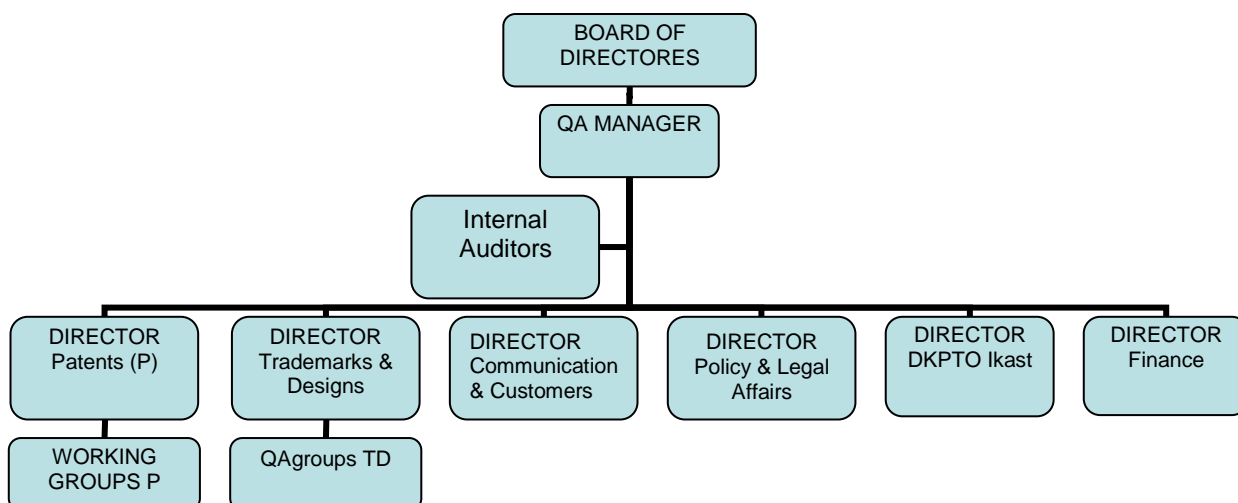 BOARD OF
DIRECTORES
QA MANAGER
Internal
Auditors
DIRECTOR
Patents (P)
DIRECTOR
Trademarks &
Designs
DIRECTOR
Communication
& Customers
DIRECTOR
Policy & Legal
Affairs
DIRECTOR
DKPTO Ikast
DIRECTOR
Finance
WORKING
GROUPS P
QAgroups TD